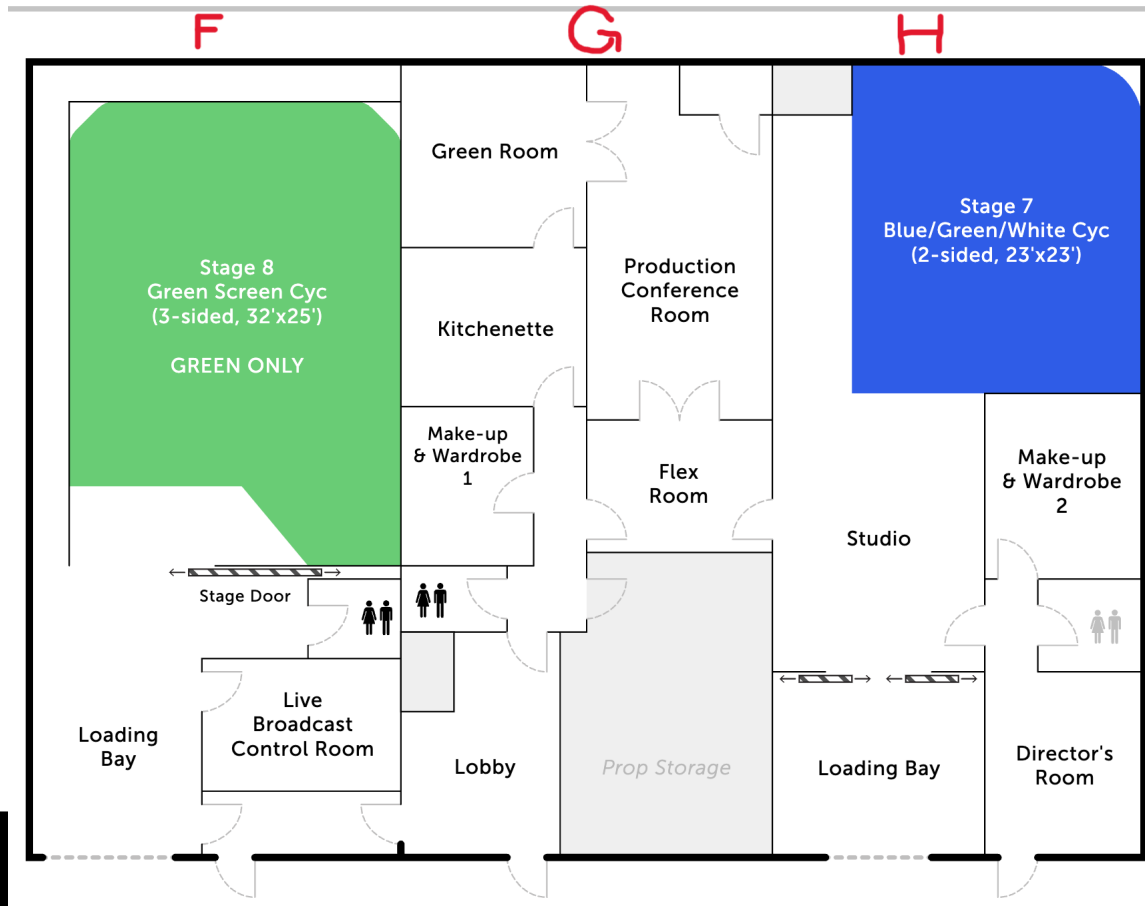 F
G
H
Green Room
Stage 7
Blue/Green/White Cyc
(2-sided, 23'x23')
Stage 8
Green Screen Cyc
(3-sided, 32'x25')
GREEN ONLY
Production
Conference
Room
Kitchenette
Make-up
& Wardrobe
1
Flex
Room
Make-up
& Wardrobe
2
Studio
Stage Door
Live
Broadcast
Control Room
Loading
Bay
Lobby
Prop Storage
Loading Bay
Director's
Room